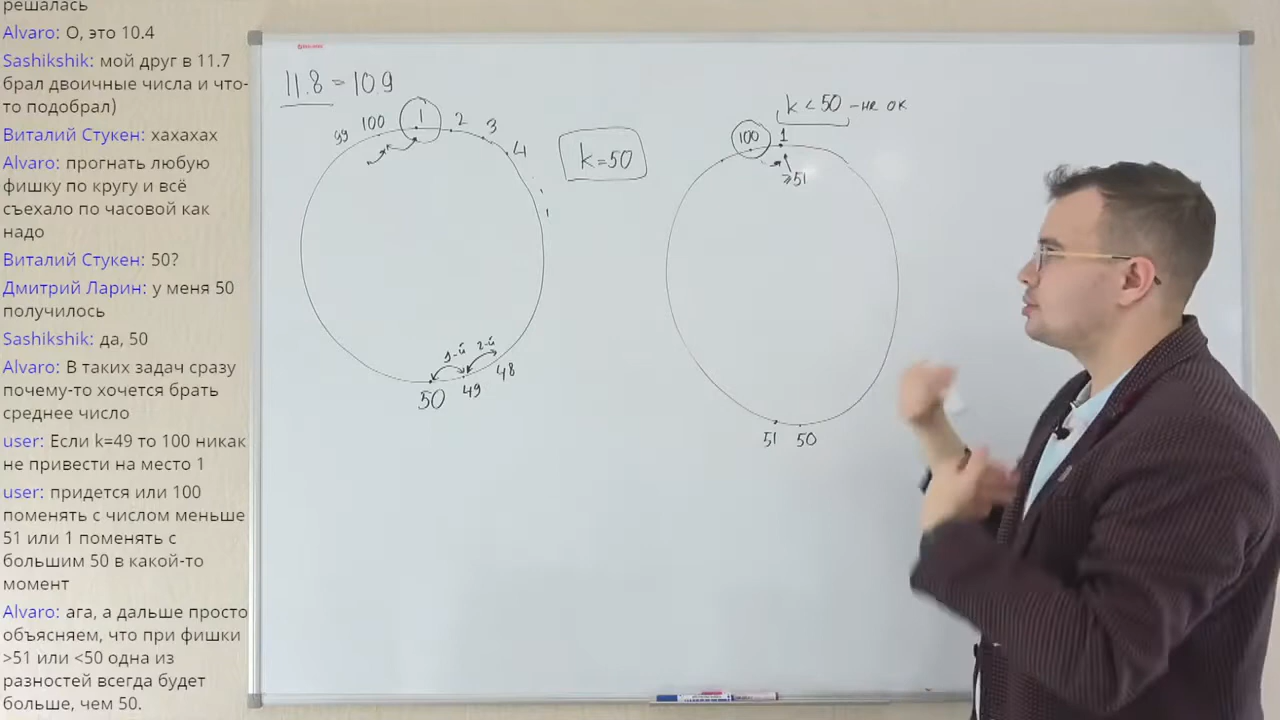 решалась
Alvaro: О, это 10.4
Sashikshik: мой друг в 11.7
брал двоичные числа и что-
то подобрал)
Виталий Стукен: хахахах
Alvaro: прогнать любую
фишку по кругу и всё
съехало по часовой как
надо
Виталий Стукен: 50?
Дмитрий Ларин: у меня 50
получилось
Sashikshik: да, 50
Alvaro: В таких задач сразу
почему-то хочется брать
среднее число
user: Если k=49 то 100 никак
не привести на место 1
user: придется или 100
поменять с числом меньше
51 или 1 поменять с
большим 50 в какой-то
момент
Alvaro: ага, а дальше просто
объясняем, что при фишки
>51 или <50 одна из
разностей всегда будет
больше, чем 50.
11.8 = 10.9
99 100 1 2 3 4
k=50
1-й 2-й
50 49 48
k < 50 - не ок
100 1
≥51
51 50